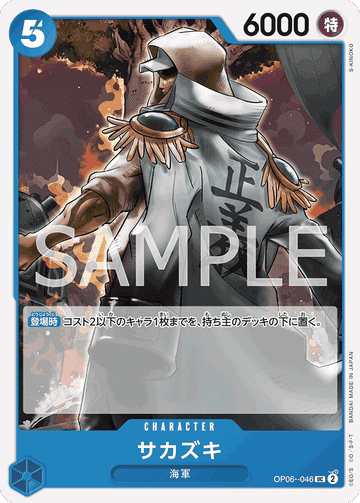 5
6000
特
S-KINOKO
正義
SAMPLE
登場時 コスト2以下のキャラ1枚までを、持ち主のデッキの下に置く。
CHARACTER
サカズキ
海軍
OP06-046 UC 2
©E.O./S. ©O./S.・F・T BANDAI MADE IN JAPAN